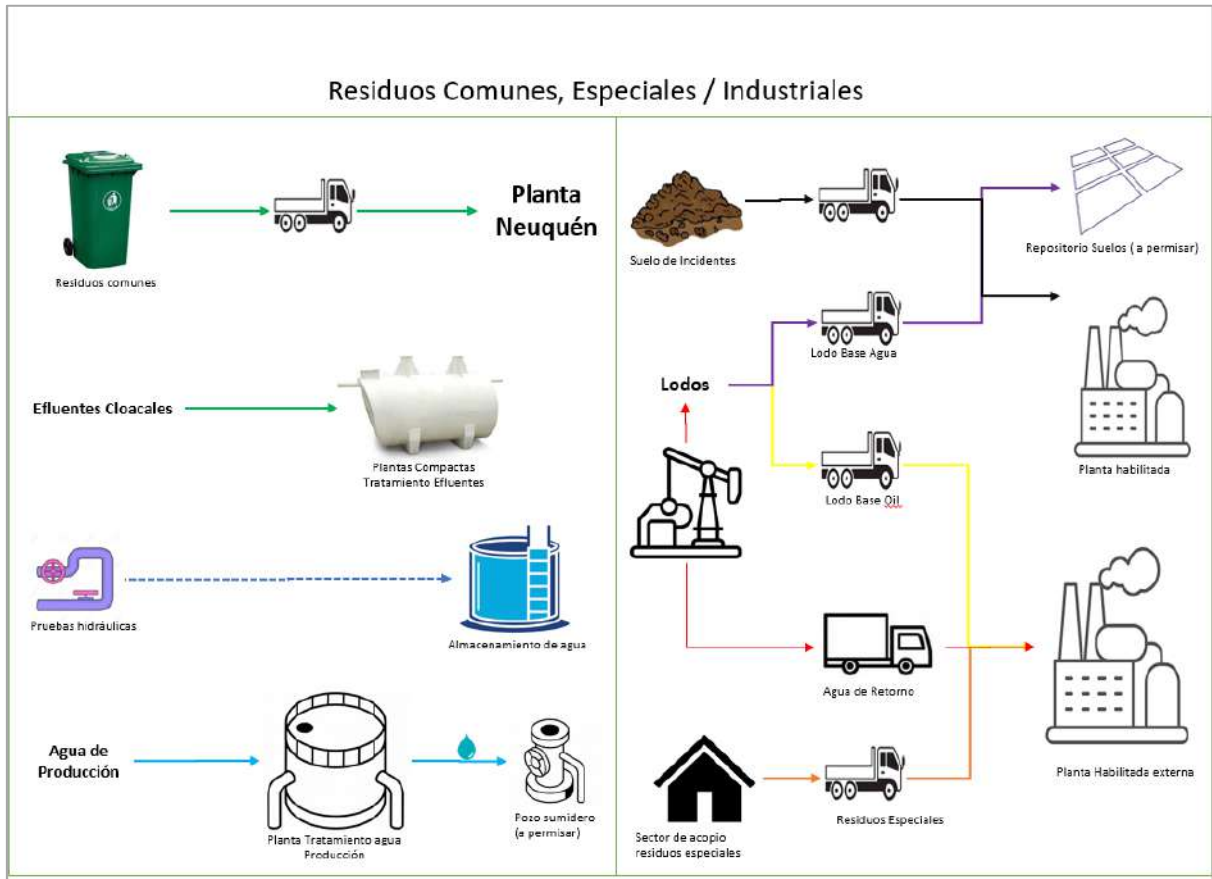 Residuos Comunes, Especiales / Industriales
Residuos comunes
Planta
Neuquén
Efluentes Cloacales
Plantas Compactas
Tratamiento Efluentes
Pruebas hidráulicas
Almacenamiento de agua
Agua de
Producción
Planta Tratamiento agua
Producción
Pozo sumidero
(a permisar)
Suelo de Incidentes
Repositorio Suelos ( a permisar)
Lodo Base Agua
Lodos
Planta habilitada
Lodo Base Oil
Agua de Retorno
Planta Habilitada externa
Residuos Especiales
Sector de acopio
residuos especiales